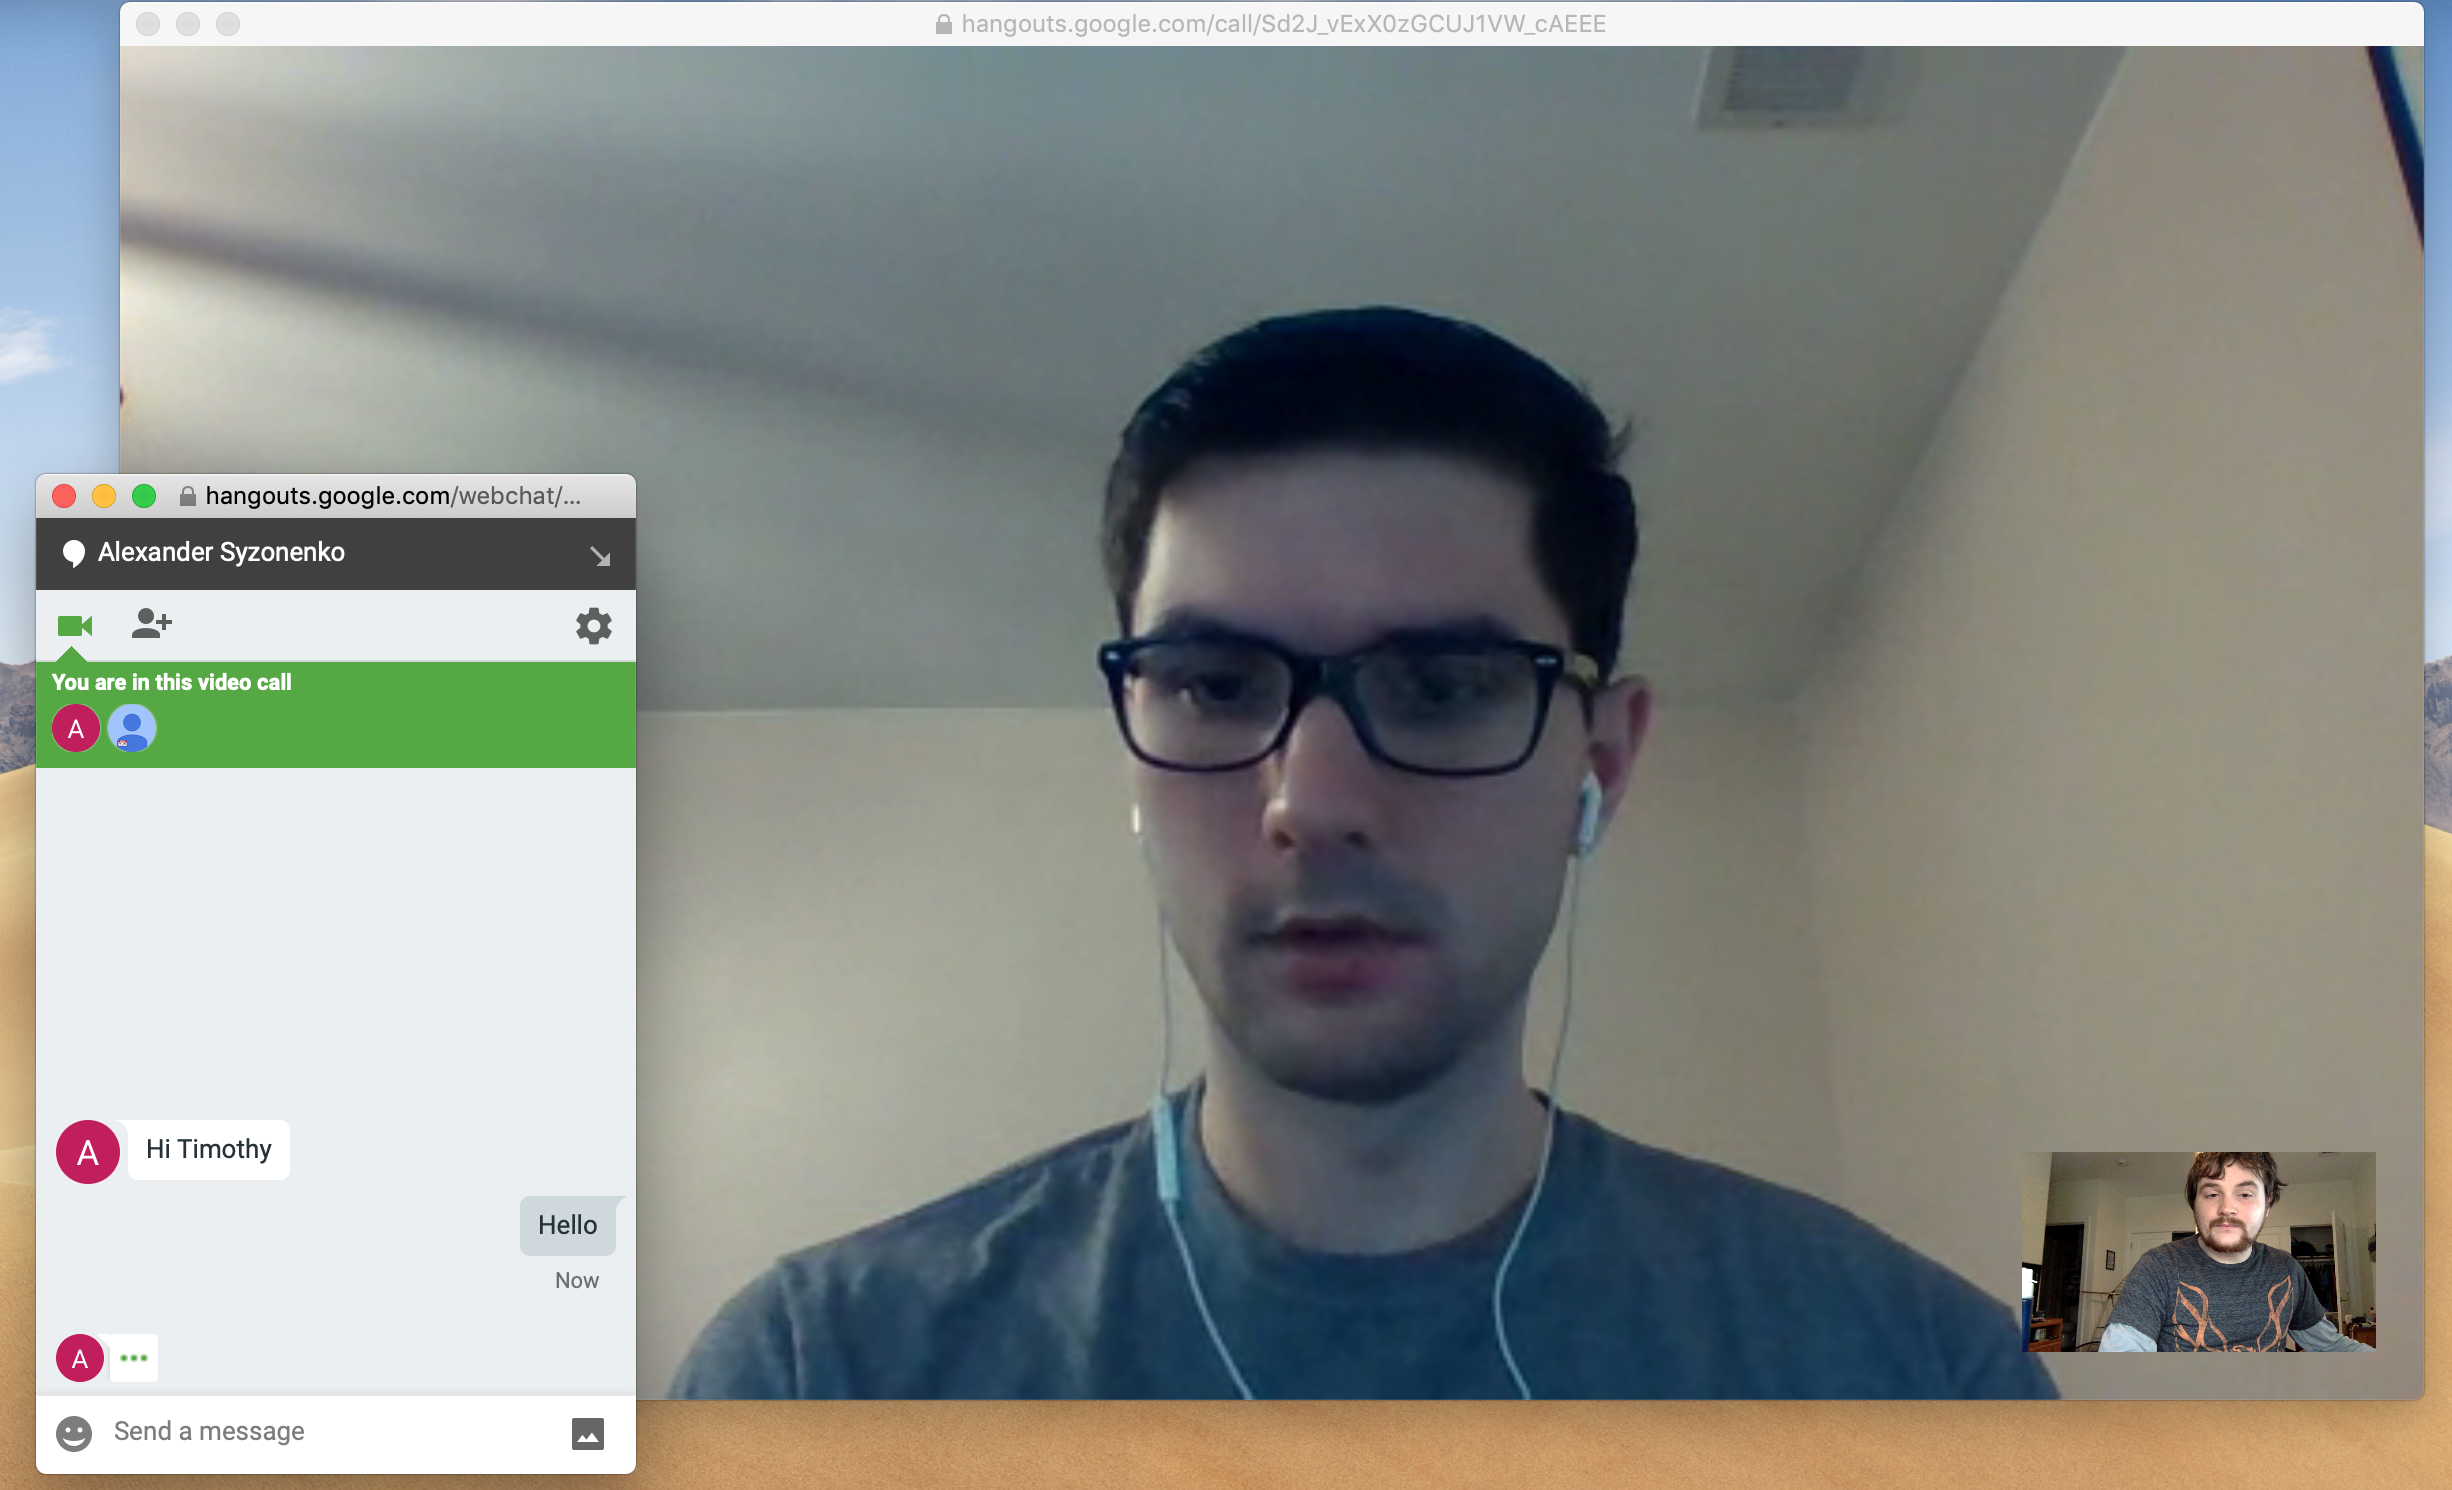 hangouts.google.com/call/Sd2J_vExX0zGCUJ1VW_cAEEE
hangouts.google.com/webchat/...
Alexander Syzonenko
You are in this video call
A
A
Hi Timothy
Hello
Now
A
Send a message